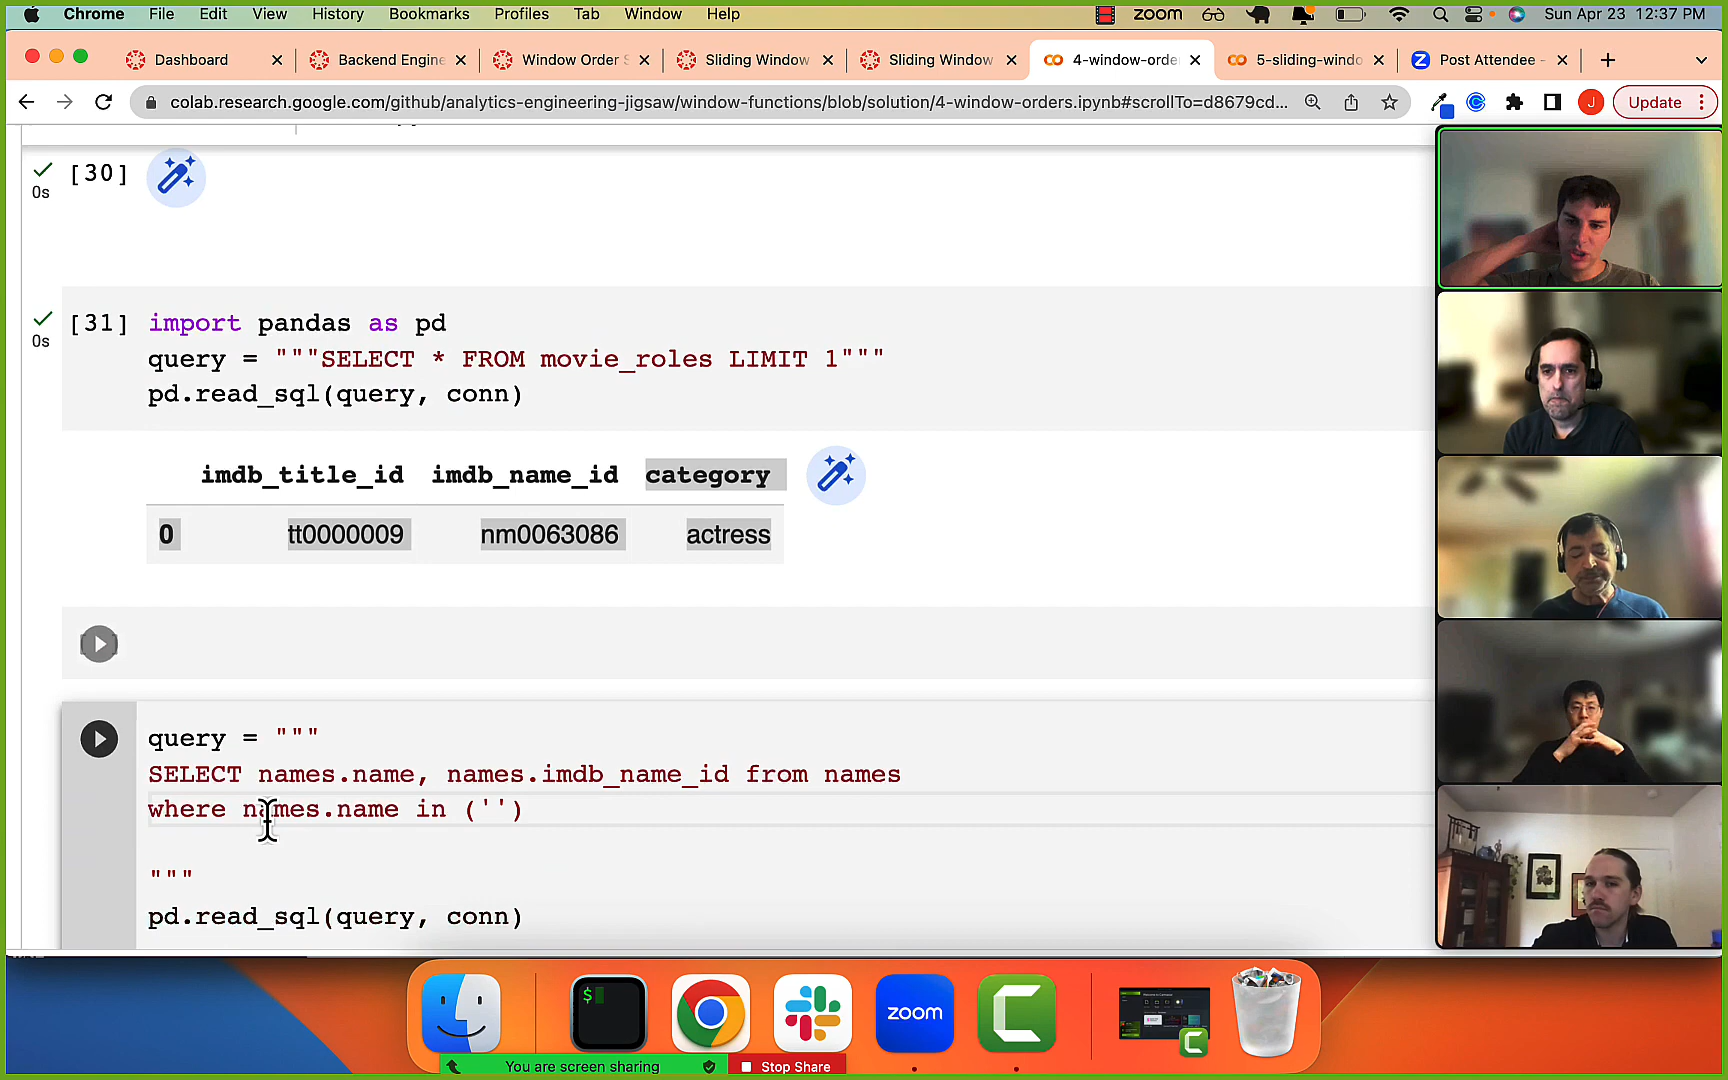 Chrome File Edit View History Bookmarks Profiles Tab Window Help zoom Sun Apr 23 12:37 PM
Dashboard Backend Engine Window Order S Sliding Window Sliding Window 4-window-orde 5-sliding-windo Post Attendee -
colab.research.google.com/github/analytics-engineering-jigsaw/window-functions/blob/solution/4-window-orders.ipynb#scrollTo=d8679cd... J Update
0s [30]
0s [31] import pandas as pd
query = """SELECT * FROM movie_roles LIMIT 1"""
pd.read_sql(query, conn)
imdb_title_id imdb_name_id category
0 tt0000009 nm0063086 actress
query = """
SELECT names.name, names.imdb_name_id from names
where names.name in ('')
"""
pd.read_sql(query, conn)
$
zoom
You are screen sharing Stop Share